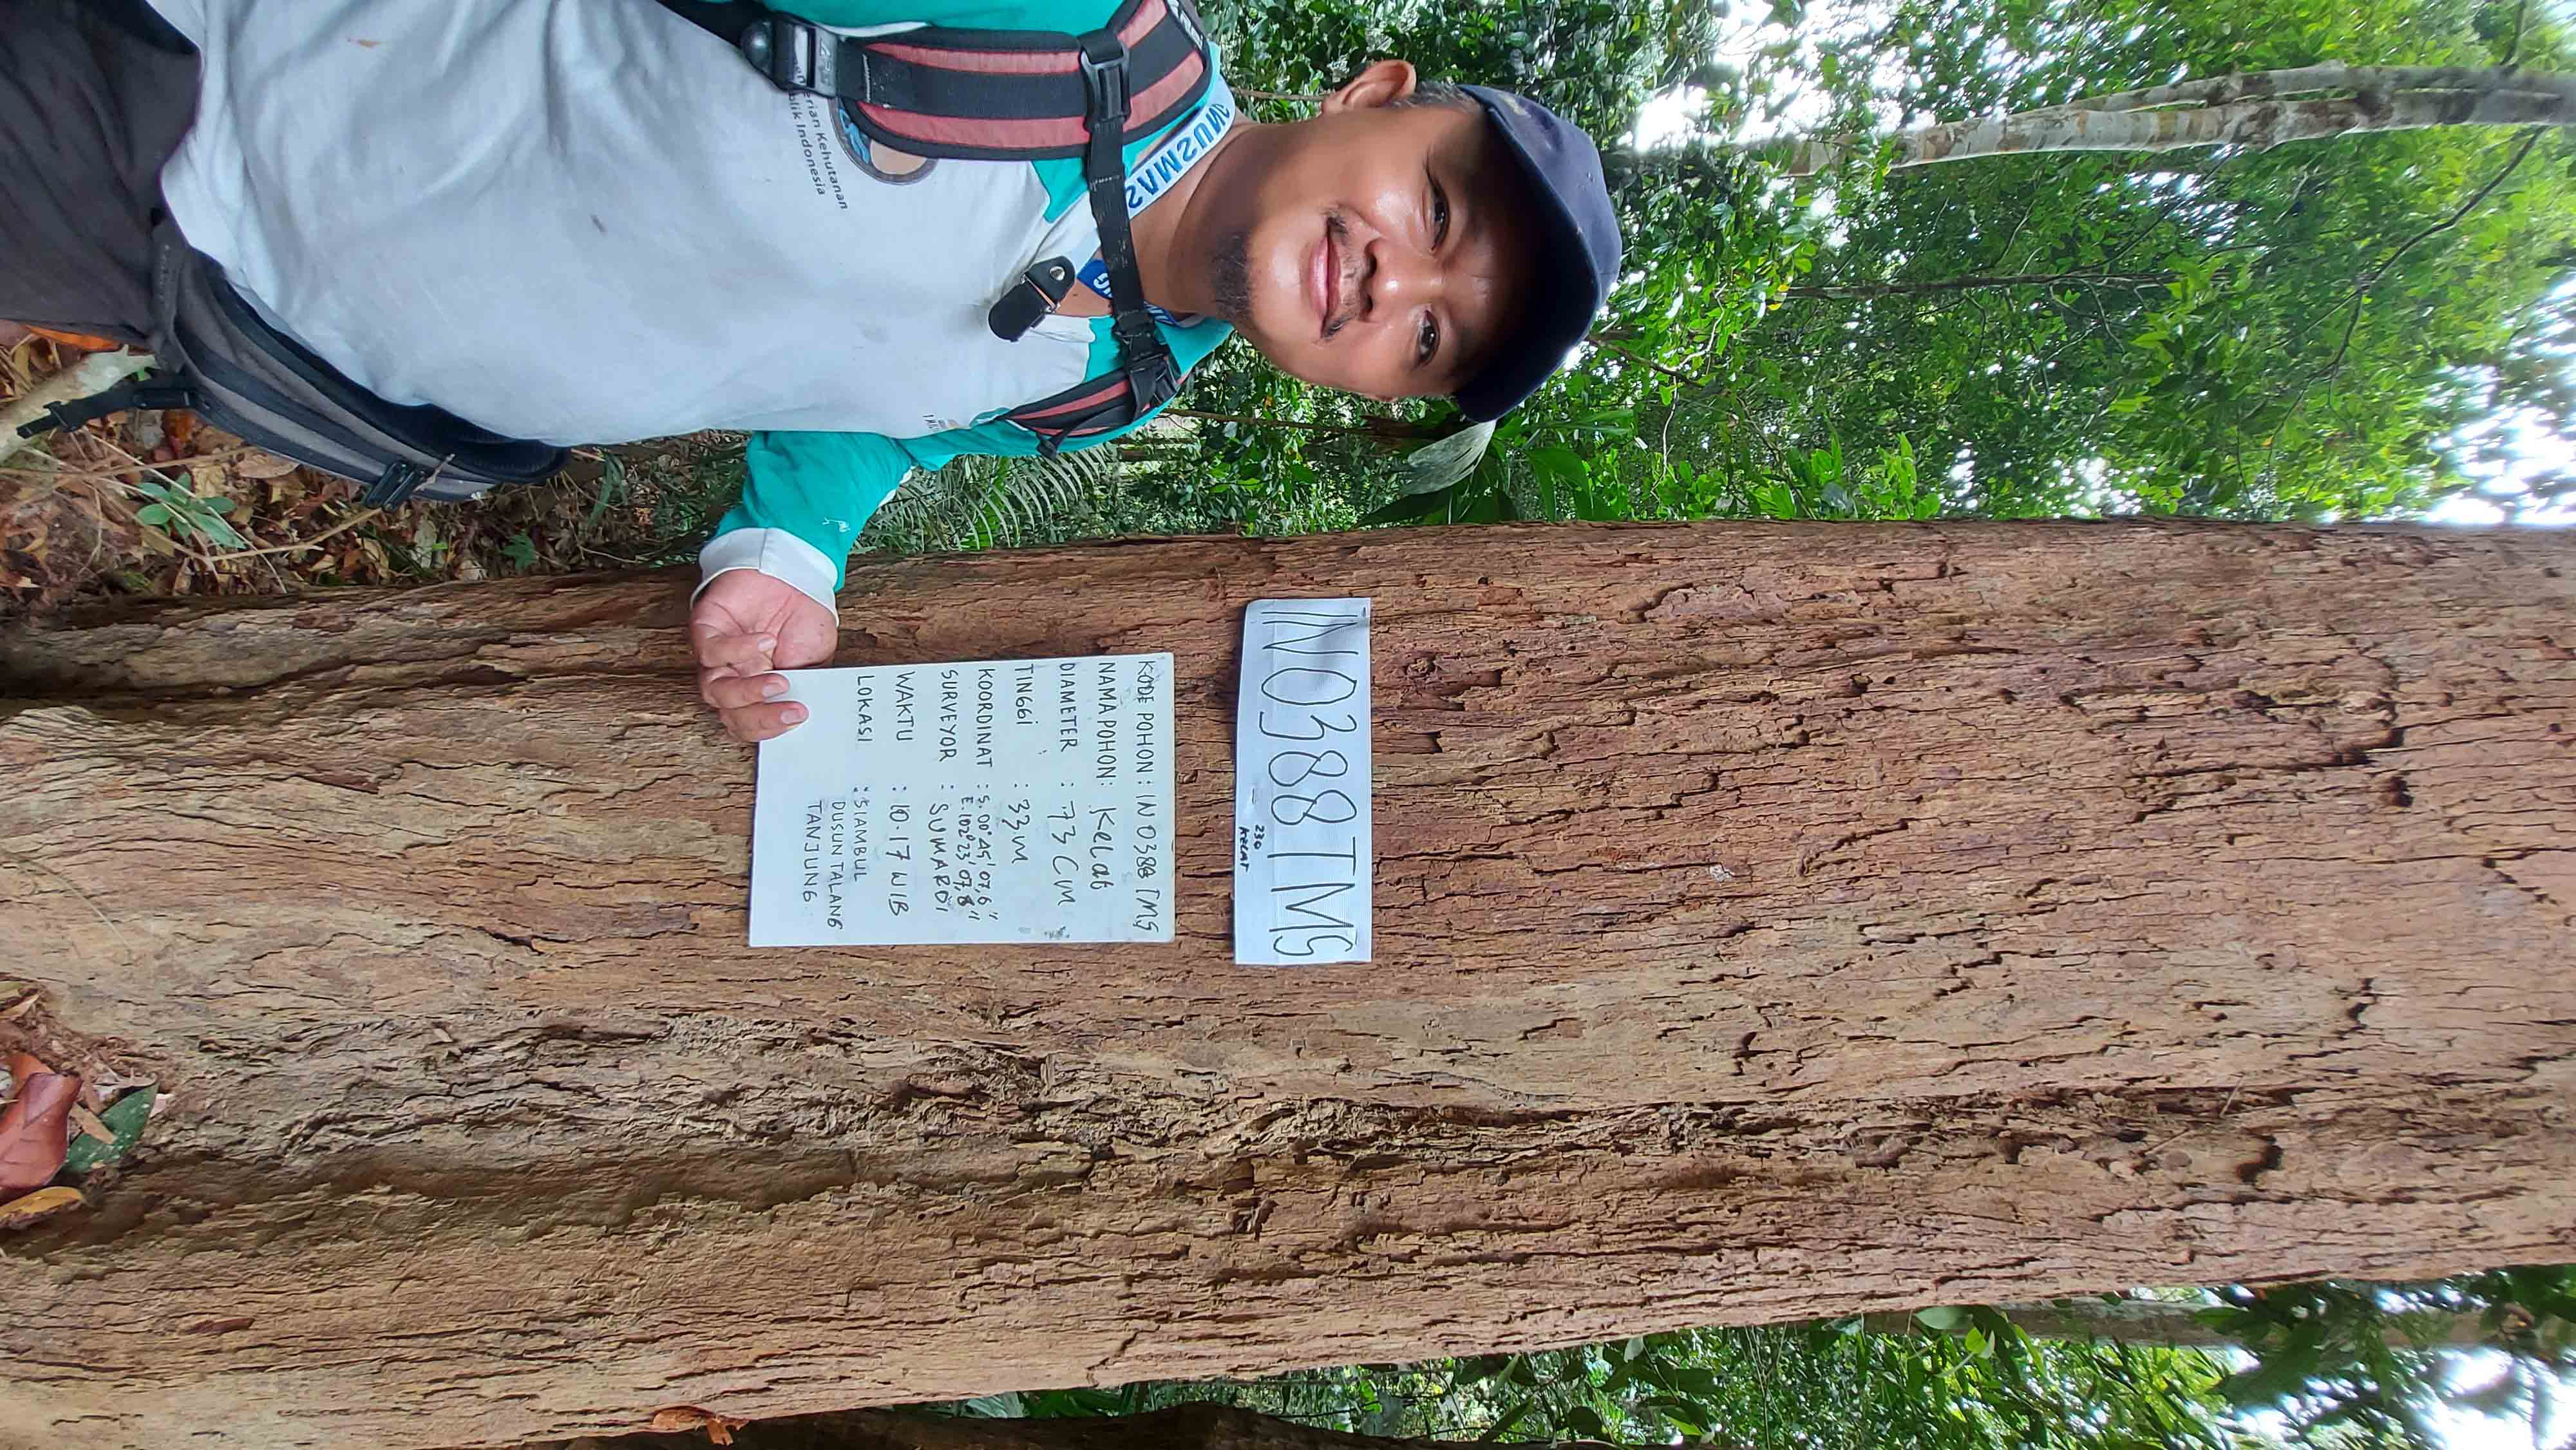 IN0388TMS
230
KELAT
KODE POHON : IN 0388 TMS
NAMA POHON : Kelat
DIAMETER : 73 CM
TINGGI : 33 m
KOORDINAT : S. 00° 45' 07,6"
E. 102° 23' 07,8"
SURVEYOR : SUMARDI
WAKTU : 10.17 WIB
LOKASI : SIAMBUL
DUSUN TALANG
TANJUNG
SAMSUNG
erian Kehutanan
blik Indonesia